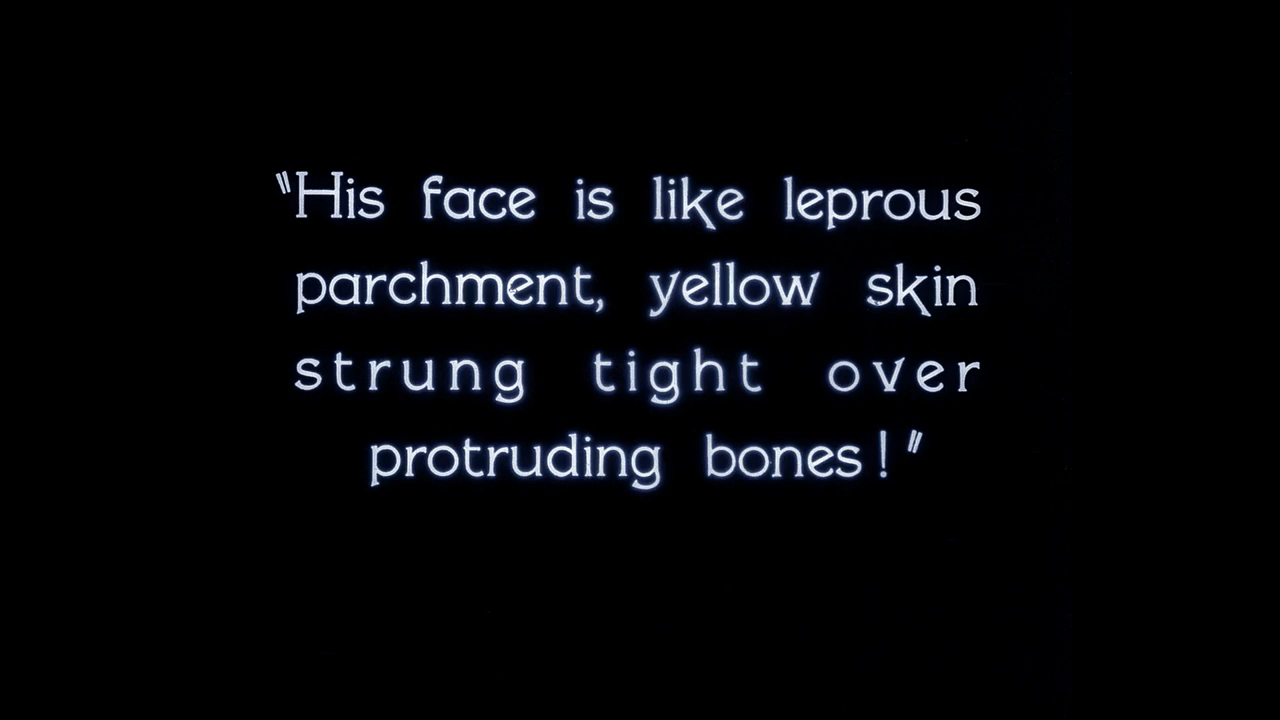 "His face is like leprous
parchment, yellow skin
strung tight over
protruding bones!"